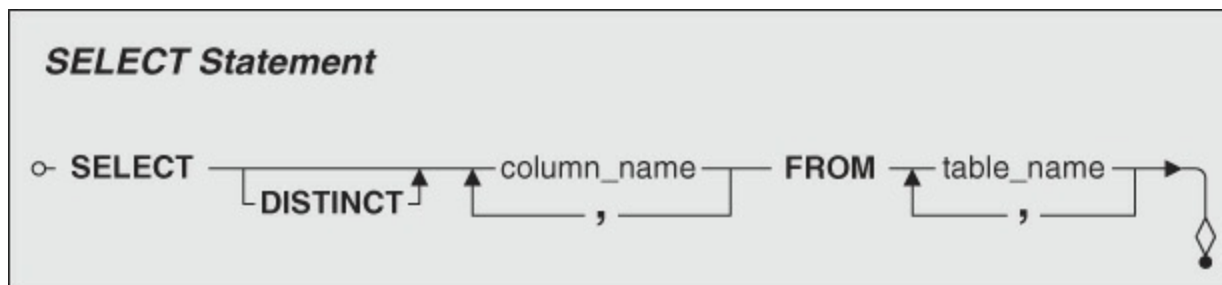 SELECT Statement
SELECT column_name FROM table_name
DISTINCT , ,